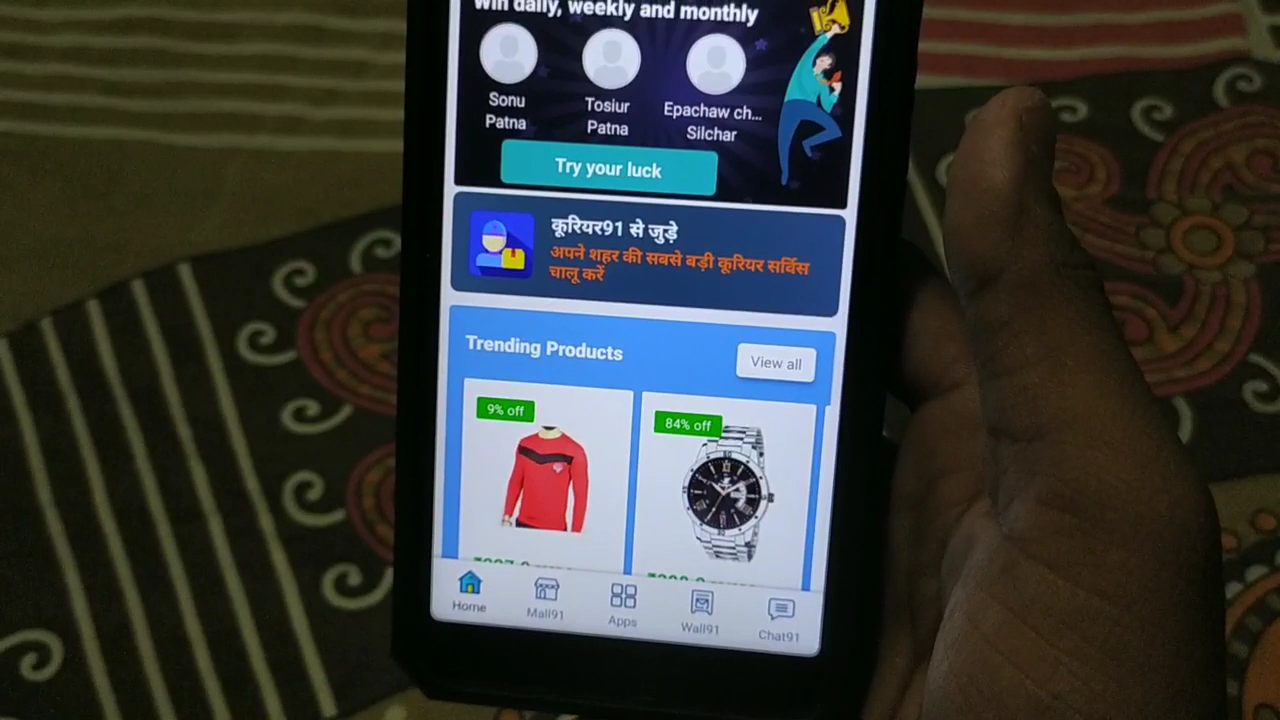 Win daily, weekly and monthly
Sonu
Patna
Tosiur
Patna
Epachaw ch...
Silchar
Try your luck
कूरियर91 से जुड़े
अपने शहर की सबसे बड़ी कूरियर सर्विस
चालू करें
Trending Products
View all
9% off
84% off
Home
Mall91
Apps
Wall91
Chat91